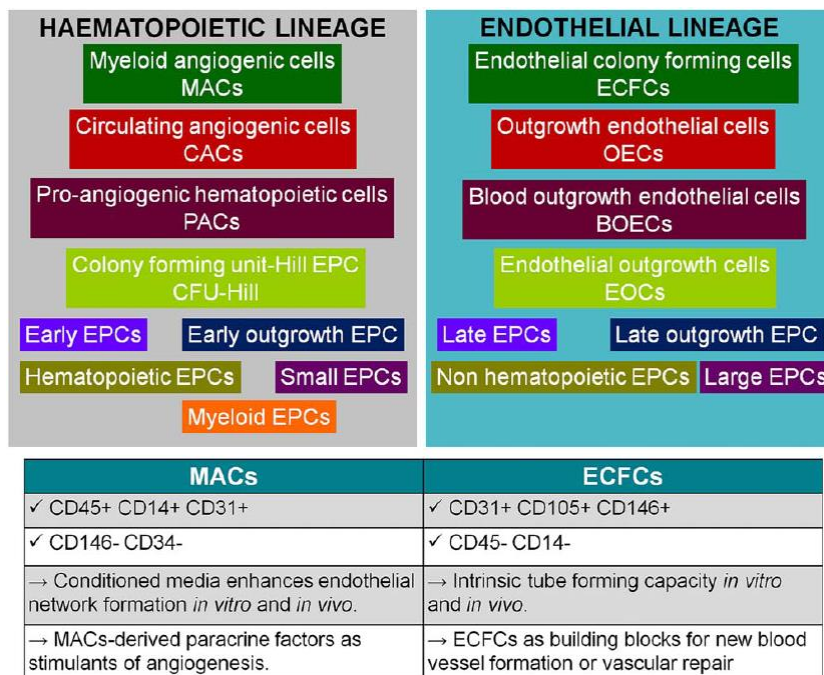 HAEMATOPOIETIC LINEAGE
Myeloid angiogenic cells
MACs
Circulating angiogenic cells
CACs
Pro-angiogenic hematopoietic cells
PACs
Colony forming unit-Hill EPC
CFU-Hill
Early EPCs
Early outgrowth EPC
Hematopoietic EPCs
Small EPCs
Myeloid EPCs
ENDOTHELIAL LINEAGE
Endothelial colony forming cells
ECFCs
Outgrowth endothelial cells
OECs
Blood outgrowth endothelial cells
BOECs
Endothelial outgrowth cells
EOCs
Late EPCs
Late outgrowth EPC
Non hematopoietic EPCs
Large EPCs
MACs
ECFCs
✓ CD45+ CD14+ CD31+
✓ CD31+ CD105+ CD146+
✓ CD146- CD34-
✓ CD45- CD14-
→ Conditioned media enhances endothelial
network formation in vitro and in vivo.
→ Intrinsic tube forming capacity in vitro
and in vivo.
→ MACs-derived paracrine factors as
stimulants of angiogenesis.
→ ECFCs as building blocks for new blood
vessel formation or vascular repair